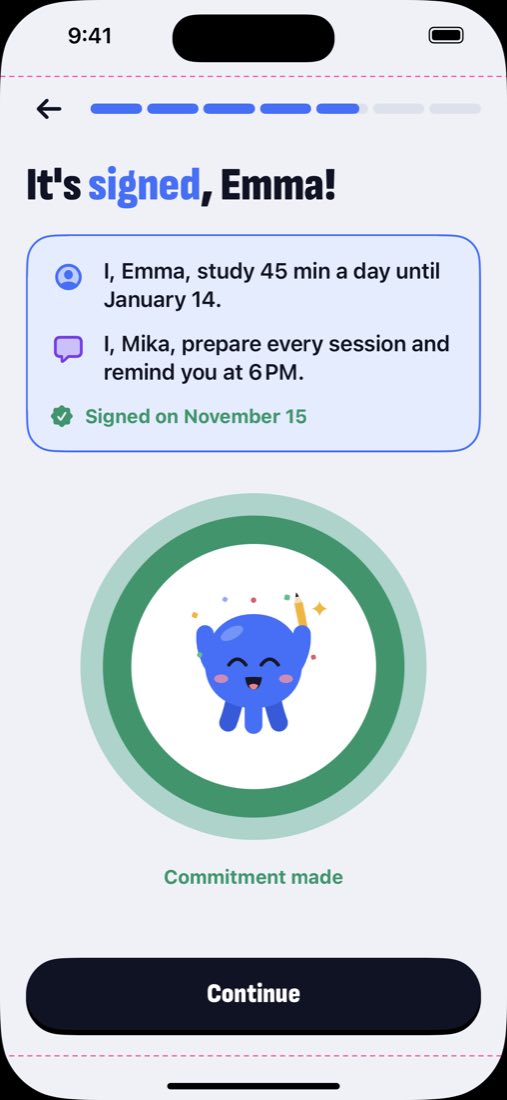 9:41
It's signed, Emma!
I, Emma, study 45 min a day until
January 14.
I, Mika, prepare every session and
remind you at 6 PM.
Signed on November 15
Commitment made
Continue